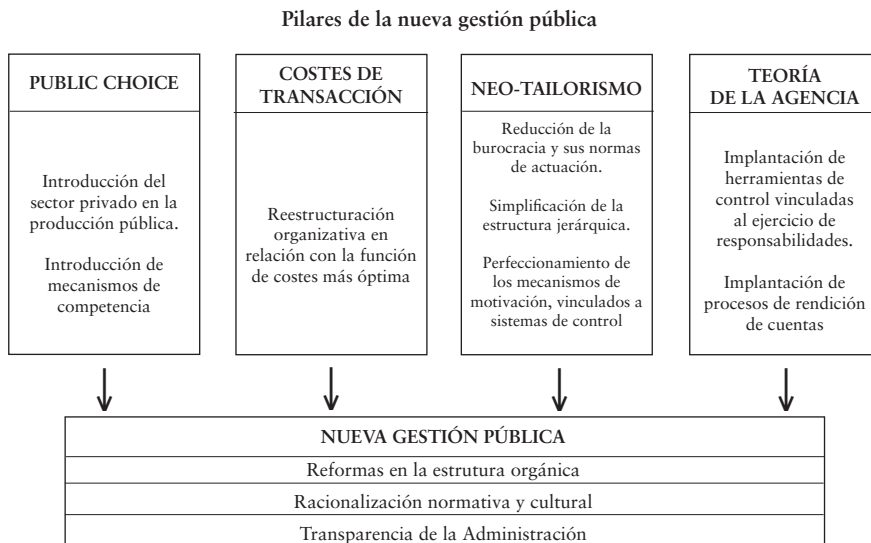 Pilares de la nueva gestión pública
PUBLIC CHOICE
Introducción del
sector privado en la
producción pública.
Introducción de
mecanismos de
competencia
COSTES DE
TRANSACCIÓN
Reestructuración
organizativa en
relación con la función
de costes más óptima
NEO-TAILORISMO
Reducción de la
burocracia y sus normas
de actuación.
Simplificación de la
estructura jerárquica.
Perfeccionamiento de
los mecanismos de
motivación, vinculados a
sistemas de control
TEORÍA
DE LA AGENCIA
Implantación de
herramientas de
control vinculadas
al ejercicio de
responsabilidades.
Implantación de
procesos de rendición
de cuentas
NUEVA GESTIÓN PÚBLICA
Reformas en la estrutura orgánica
Racionalización normativa y cultural
Transparencia de la Administración